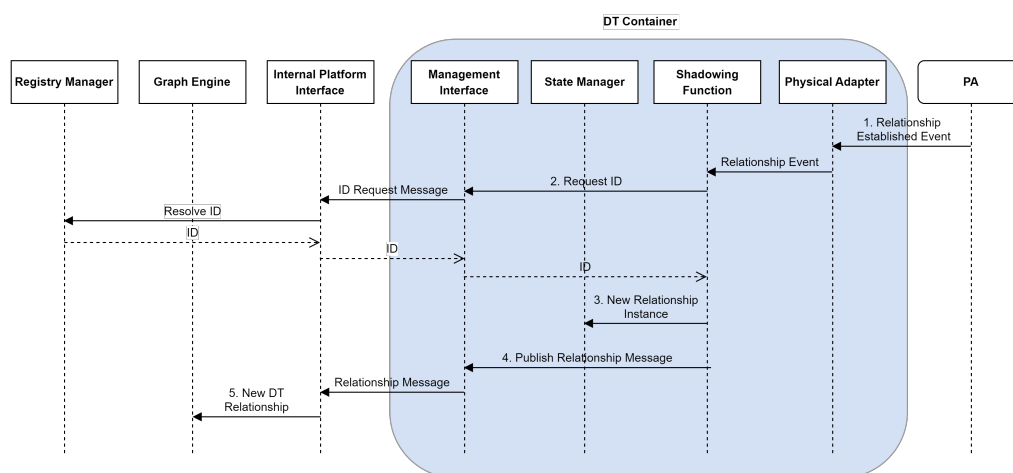 DT Container
Registry Manager
Graph Engine
Internal Platform
Interface
Management
Interface
State Manager
Shadowing
Function
Physical Adapter
PA
1. Relationship
Established Event
Relationship Event
2. Request ID
ID Request Message
Resolve ID
ID
ID
ID
3. New Relationship
Instance
4. Publish Relationship Message
Relationship Message
5. New DT
Relationship